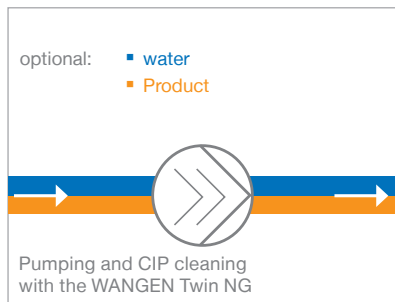 optional:
water
Product
Pumping and CIP cleaning
with the WANGEN Twin NG